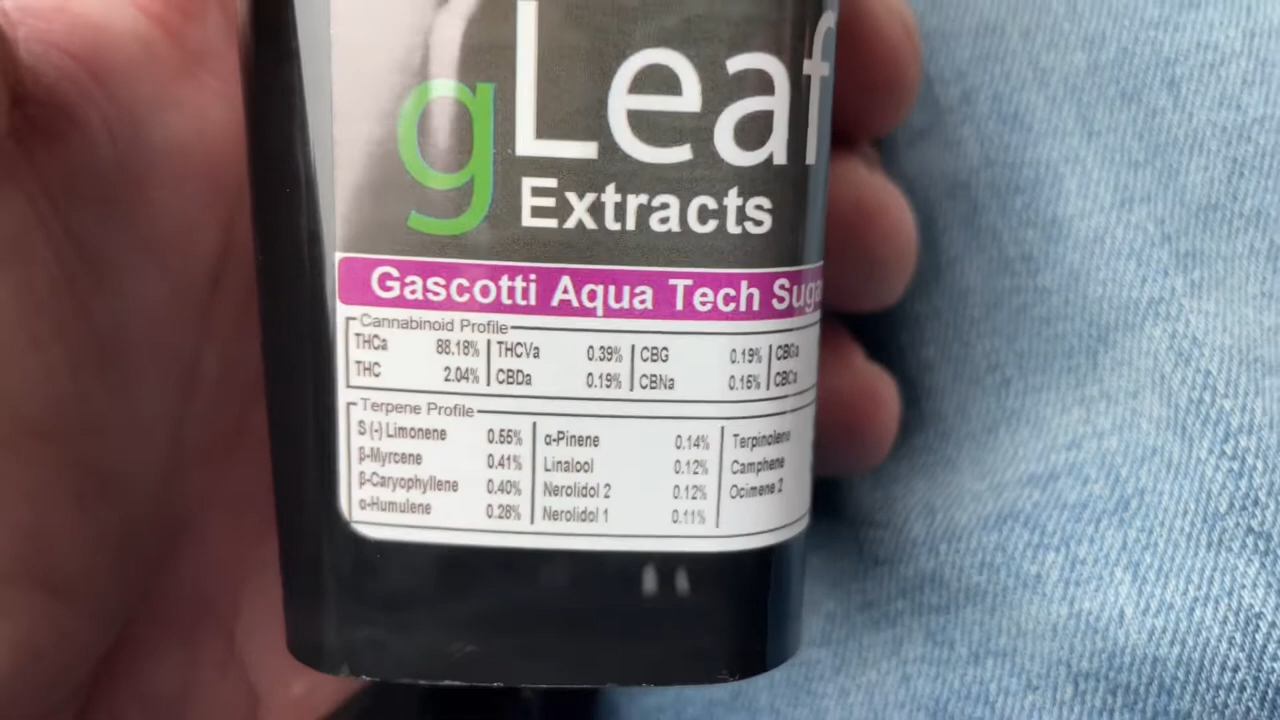 gLeaf
Extracts
Gascotti Aqua Tech Sugar
Cannabinoid Profile
THCa 88.18% THCVa 0.39% CBG 0.19% CBGa
THC 2.04% CBDa 0.19% CBNa 0.15% CBCa
Terpene Profile
S (-) Limonene 0.55% α-Pinene 0.14% Terpinolene
β-Myrcene 0.41% Linalool 0.12% Camphene
β-Caryophyllene 0.40% Nerolidol 2 0.12% Ocimene 2
α-Humulene 0.28% Nerolidol 1 0.11%